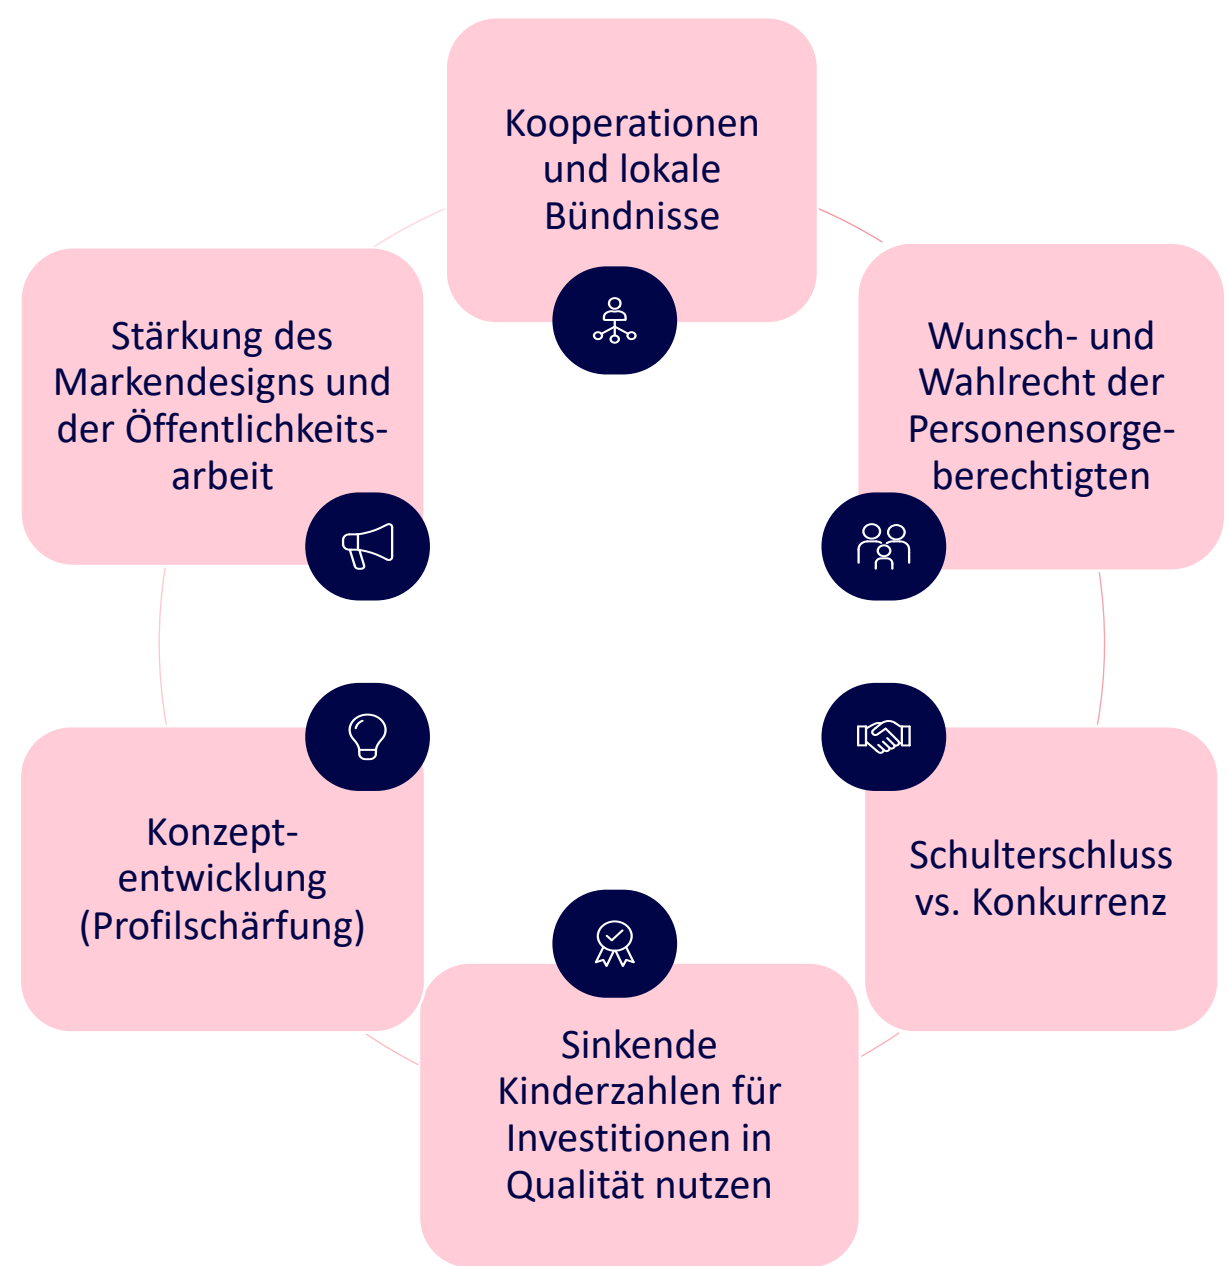 Kooperationen
und lokale
Bündnisse
Wunsch- und
Wahlrecht der
Personensorge-
berechtigten
Schulterschluss
vs. Konkurrenz
Sinkende
Kinderzahlen für
Investitionen in
Qualität nutzen
Konzept-
entwicklung
(Profilschärfung)
Stärkung des
Markendesigns und
der Öffentlichkeits-
arbeit